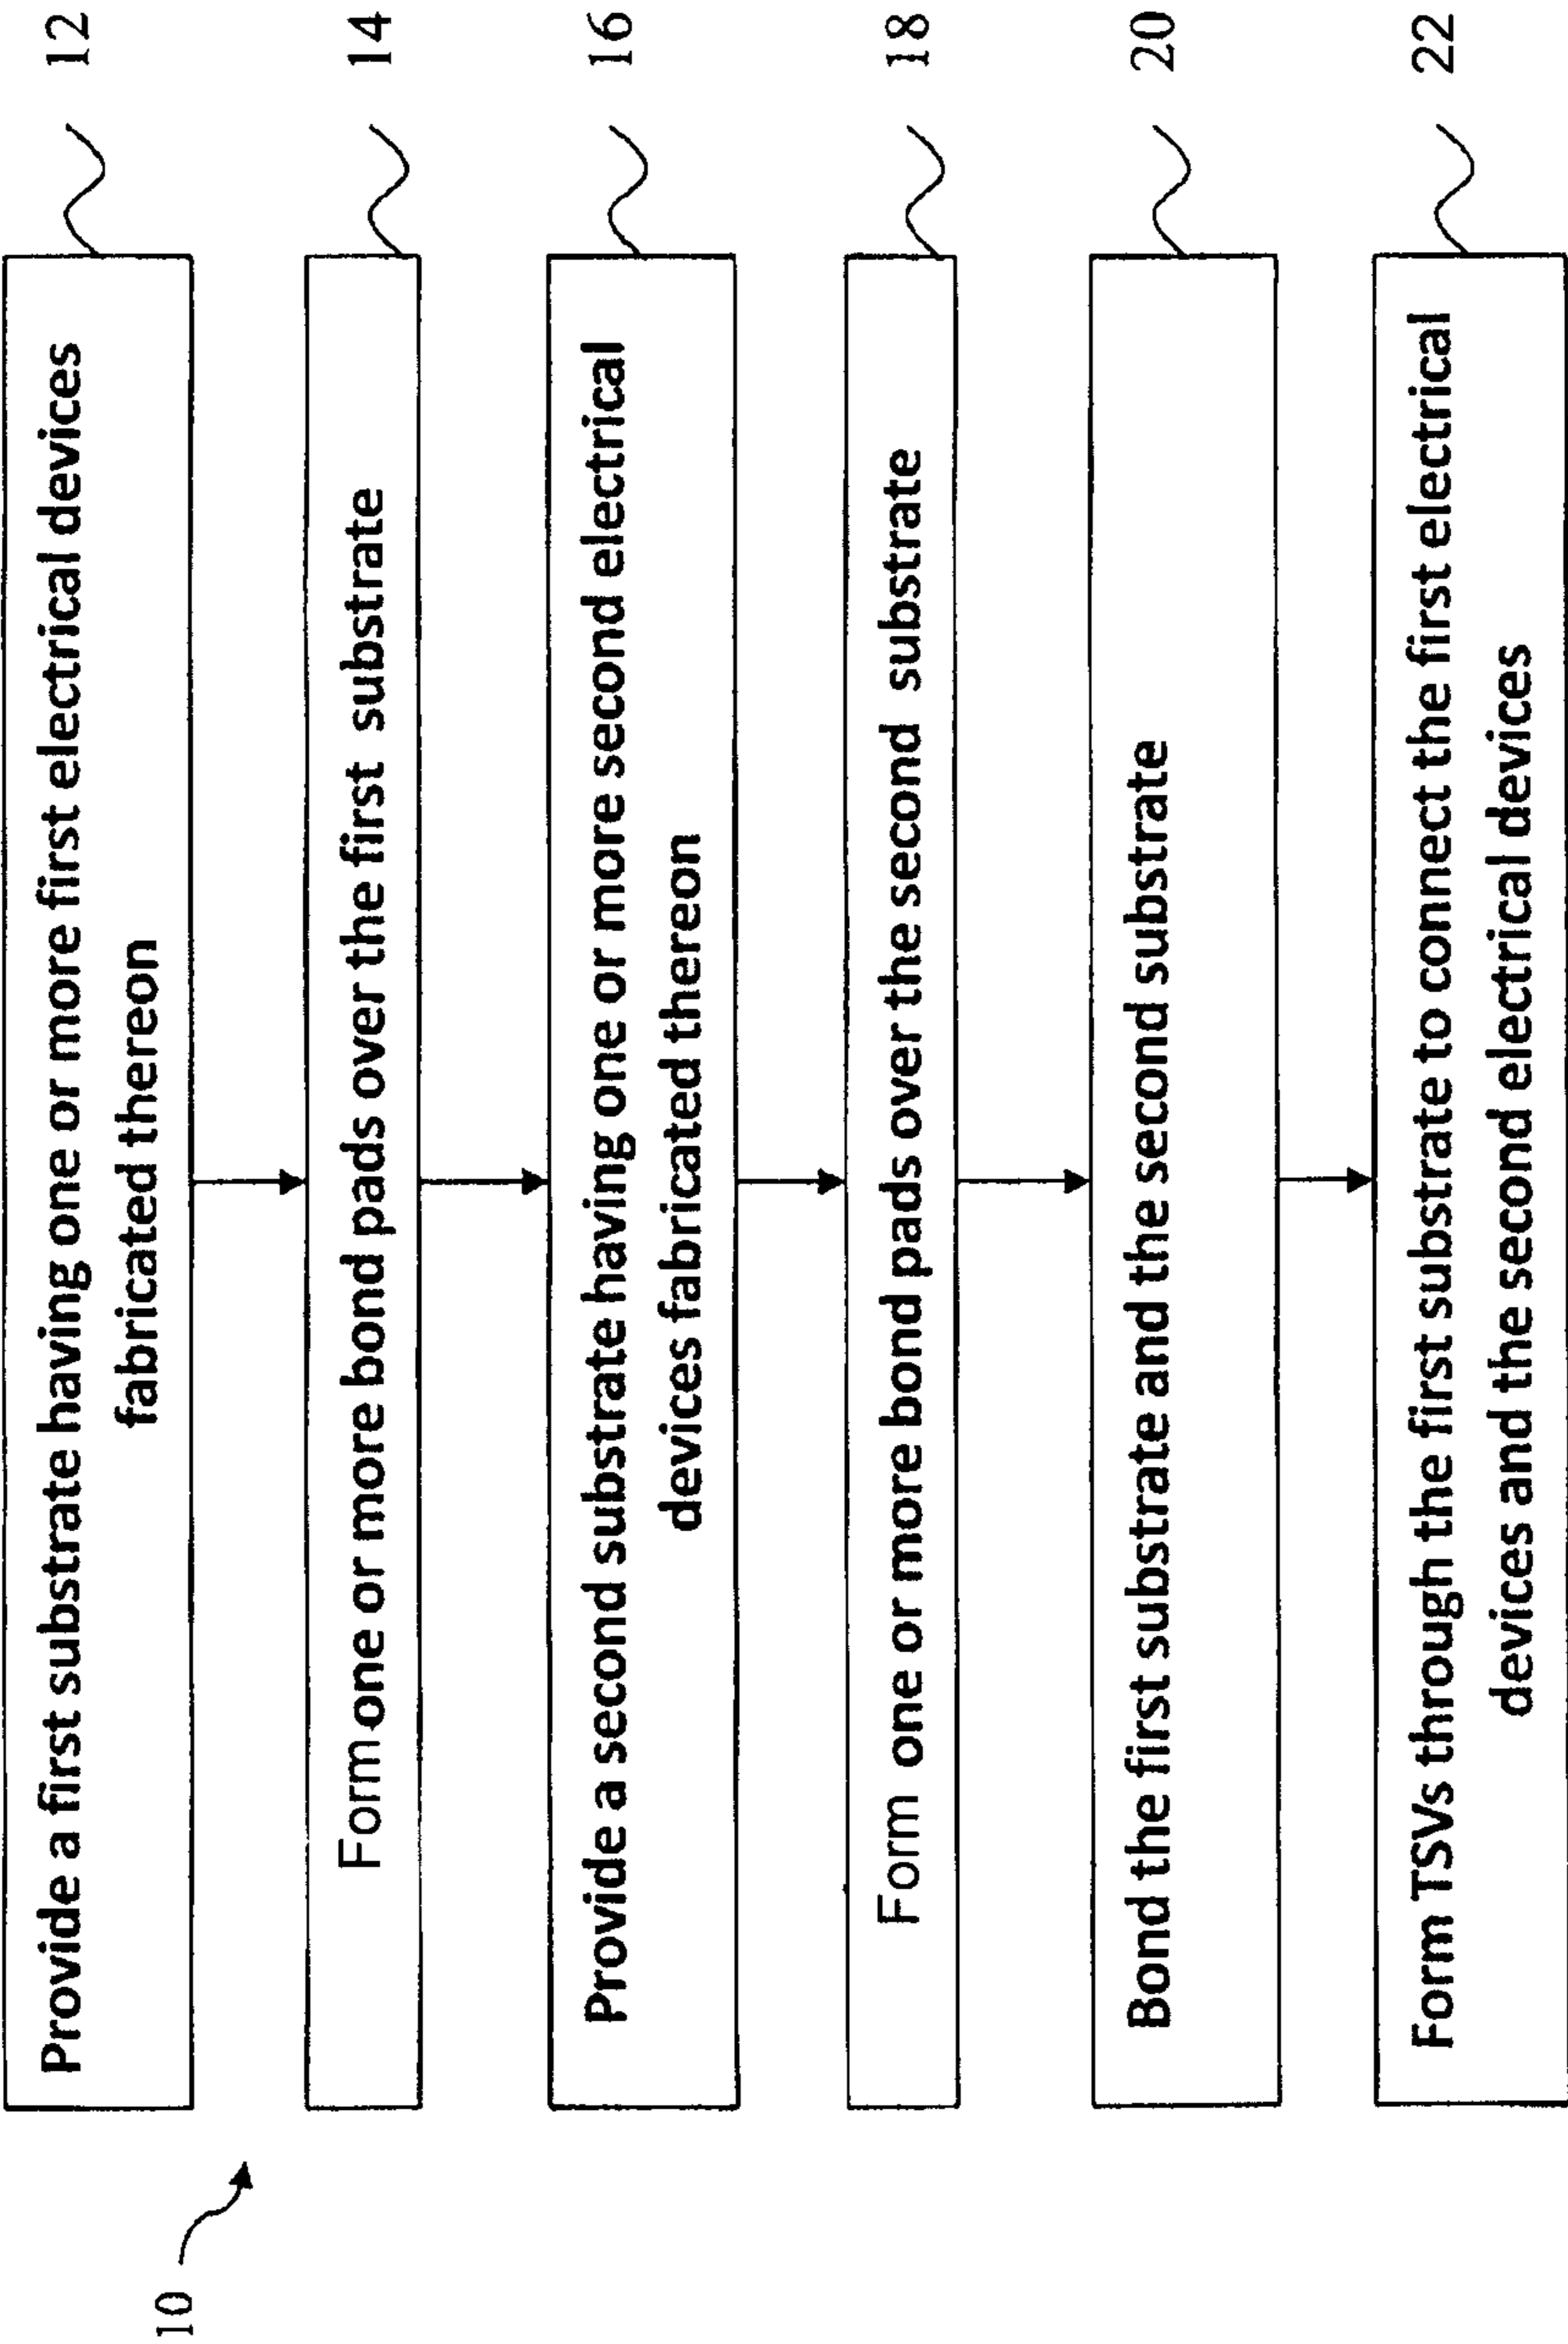 10
Provide a first substrate having one or more first electrical devices
fabricated thereon
12
Form one or more bond pads over the first substrate
14
Provide a second substrate having one or more second electrical
devices fabricated thereon
16
Form one or more bond pads over the second substrate
18
Bond the first substrate and the second substrate
20
Form TSVs through the first substrate to connect the first electrical
devices and the second electrical devices
22